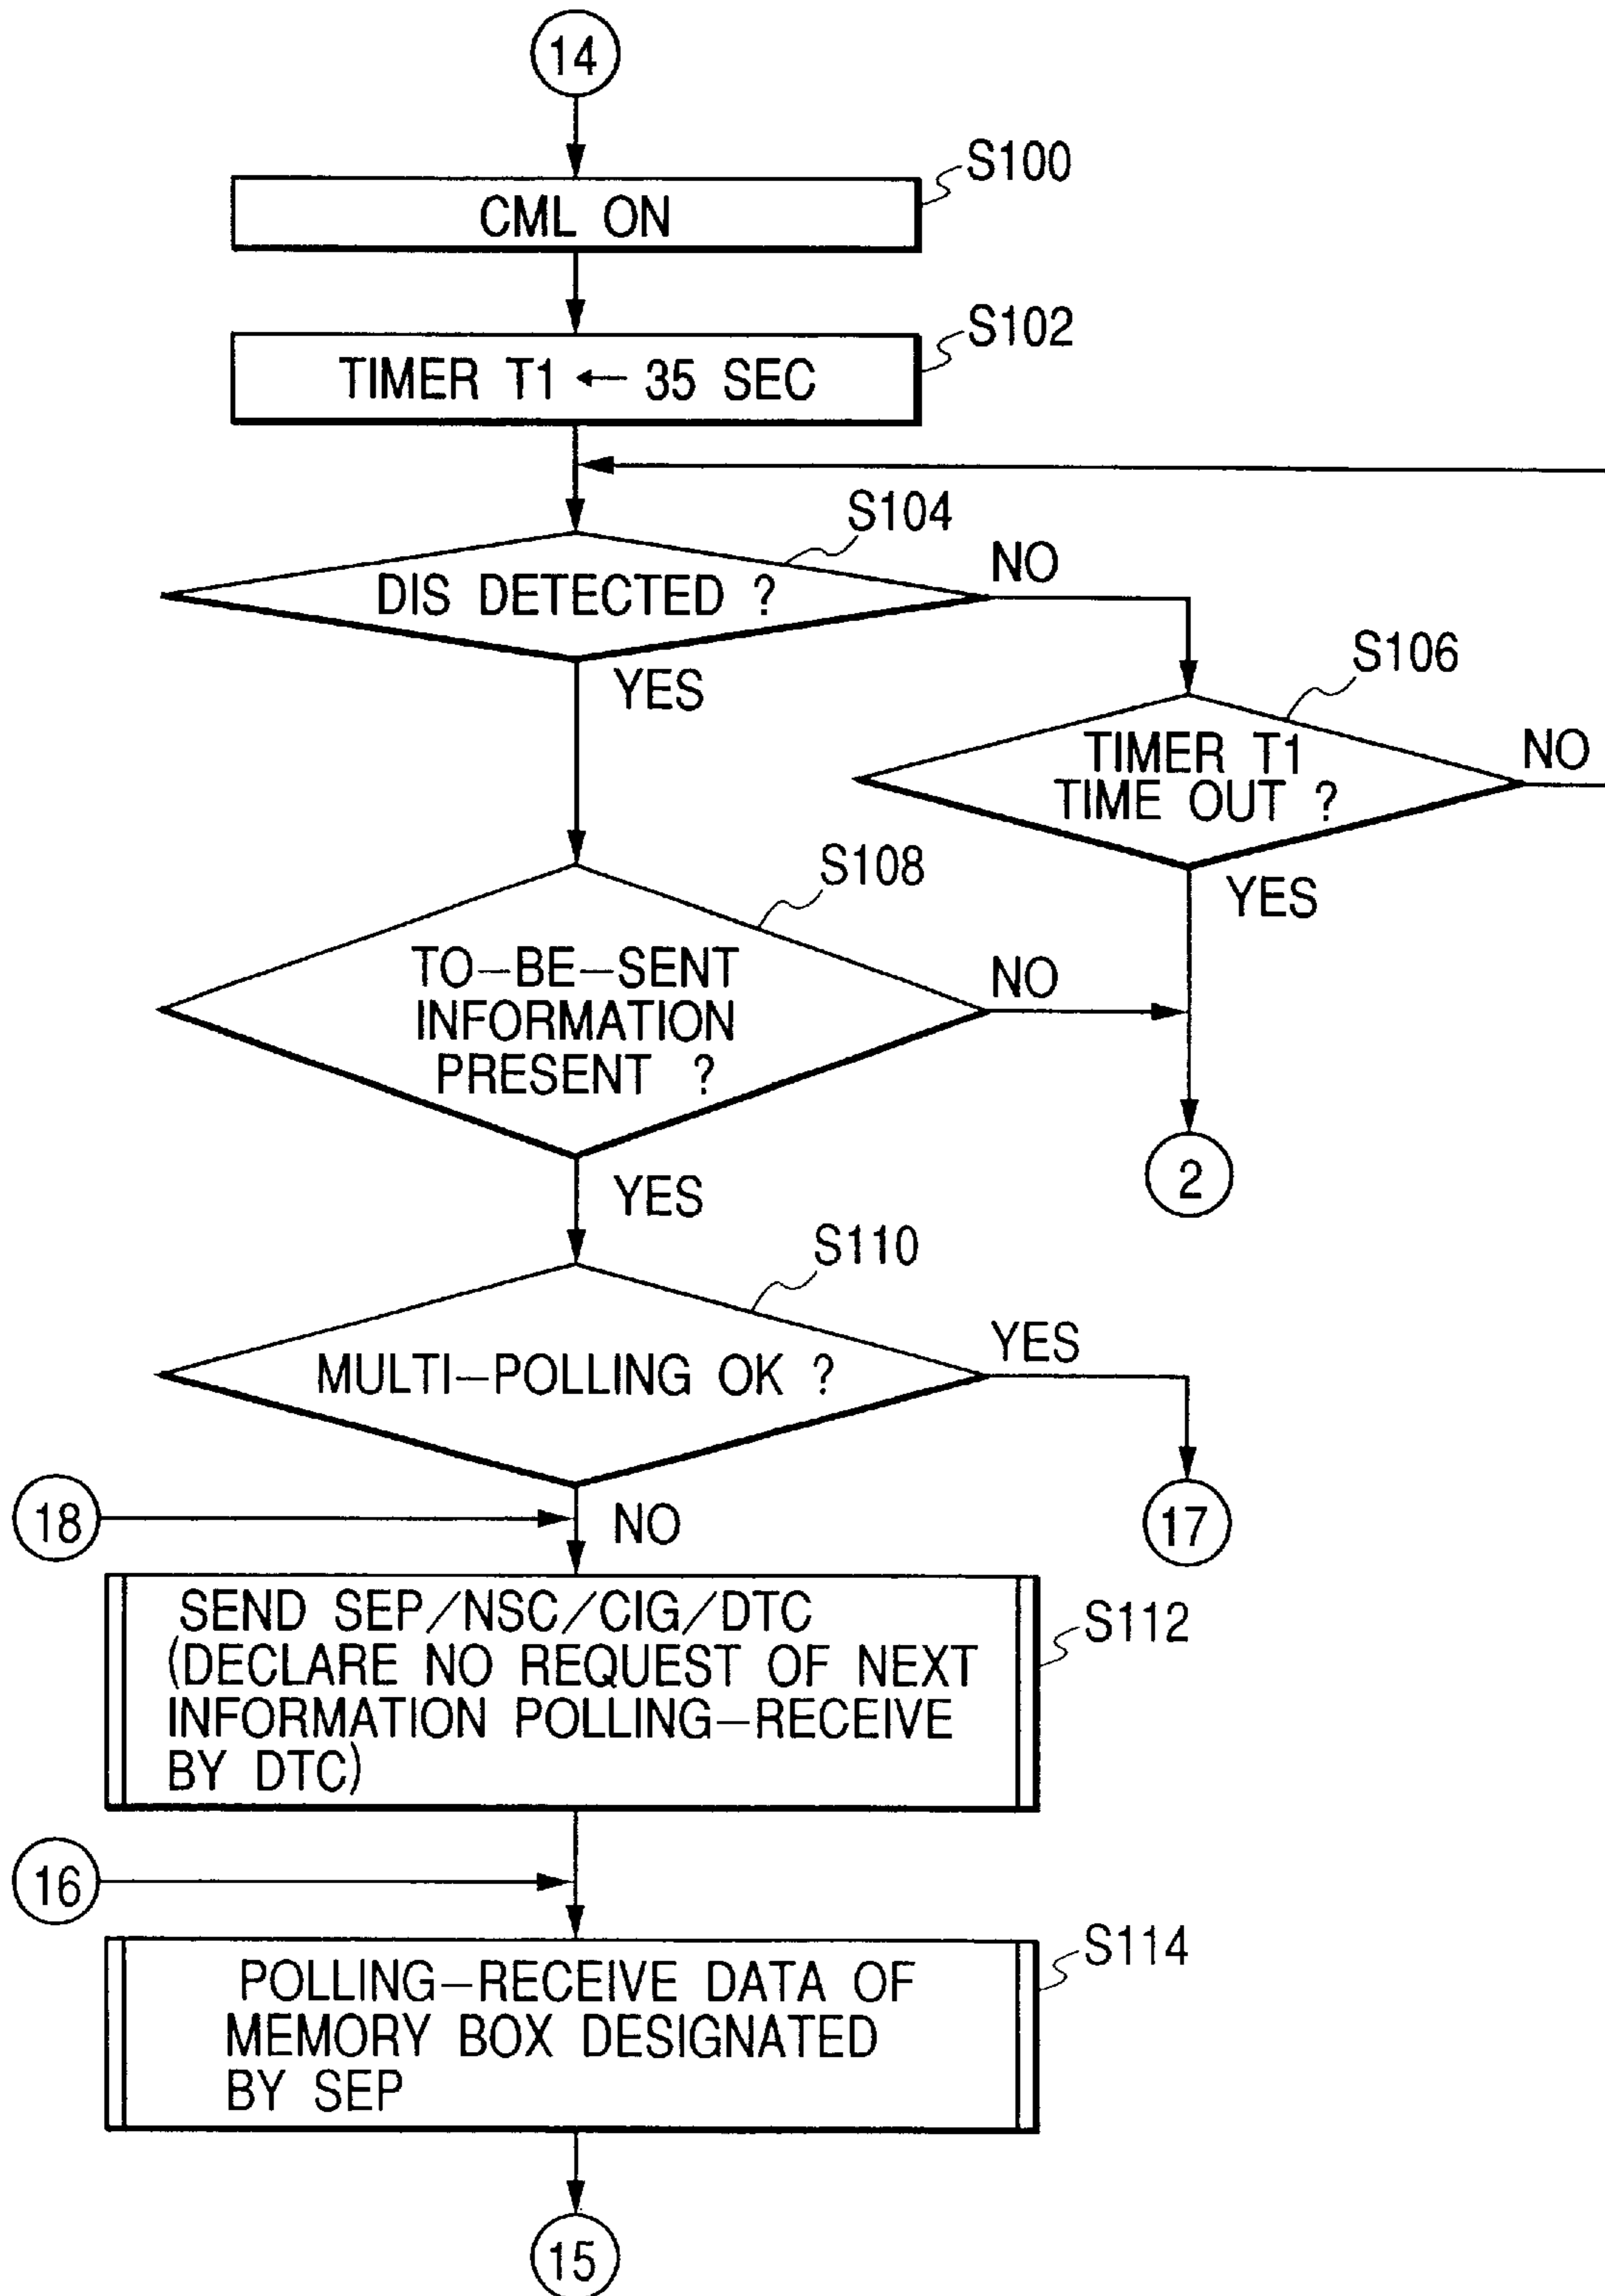 14
S100
CML ON
S102
TIMER T1 ← 35 SEC
S104
DIS DETECTED ?
NO
YES
S106
TIMER T1
TIME OUT ?
NO
YES
S108
TO-BE-SENT
INFORMATION
PRESENT ?
NO
YES
2
S110
MULTI-POLLING OK ?
YES
NO
17
18
S112
SEND SEP/NSC/CIG/DTC
(DECLARE NO REQUEST OF NEXT
INFORMATION POLLING-RECEIVE
BY DTC)
16
S114
POLLING-RECEIVE DATA OF
MEMORY BOX DESIGNATED
BY SEP
15